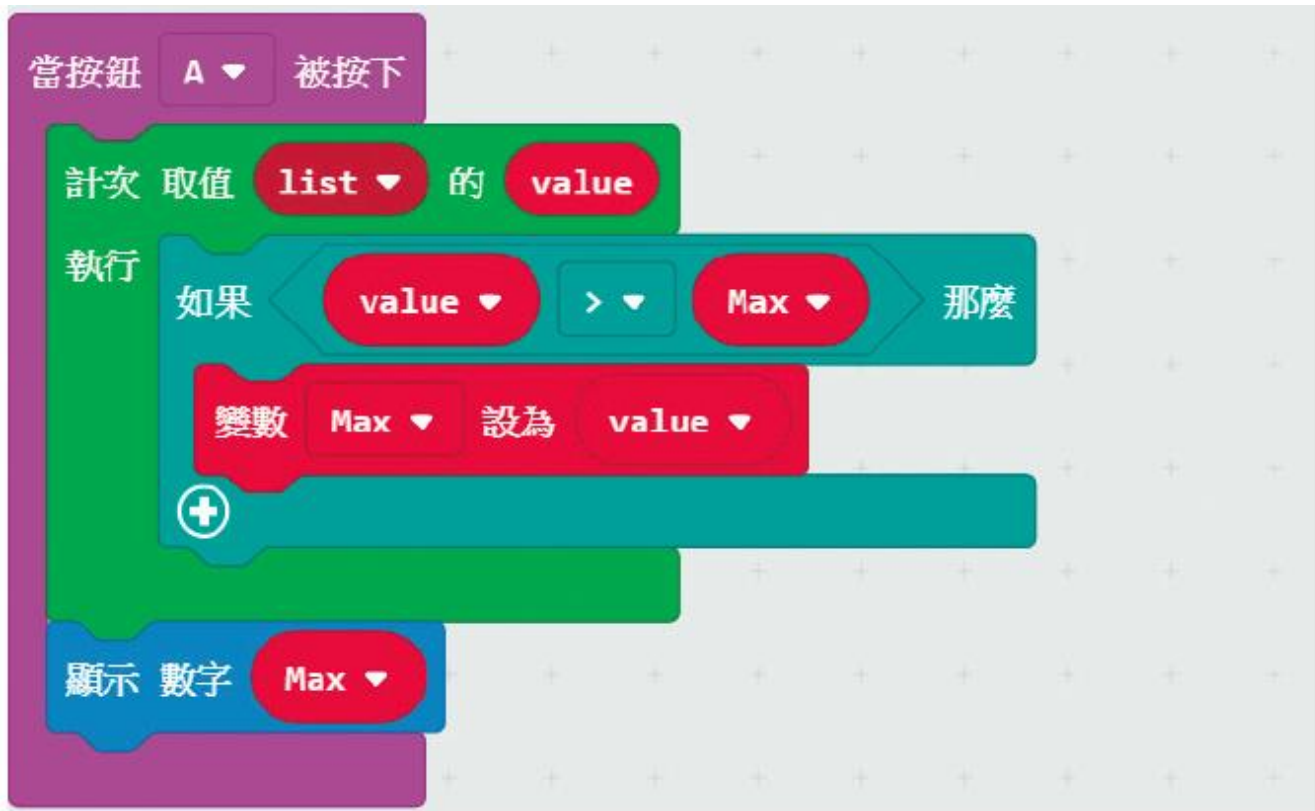 當按鈕 A 被按下
計次 取值 list 的 value
執行
如果 value > Max 那麼
變數 Max 設為 value
顯示 數字 Max